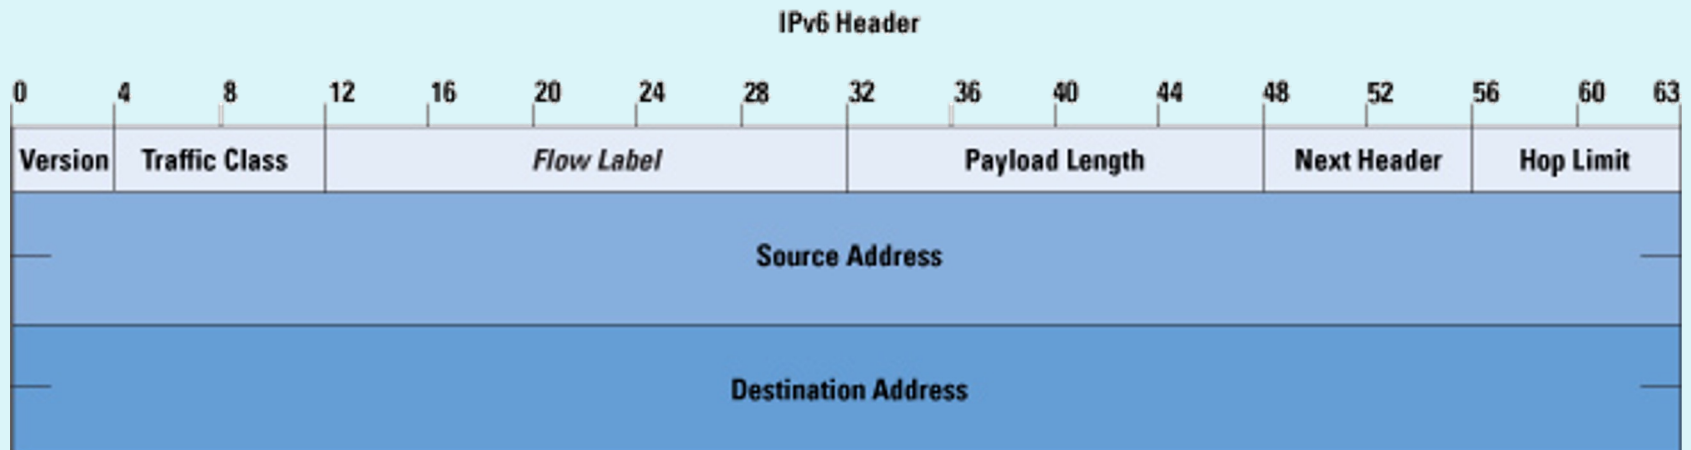 IPv6 Header
0 4 8 12 16 20 24 28 32 36 40 44 48 52 56 60 63
Version Traffic Class Flow Label Payload Length Next Header Hop Limit
Source Address
Destination Address